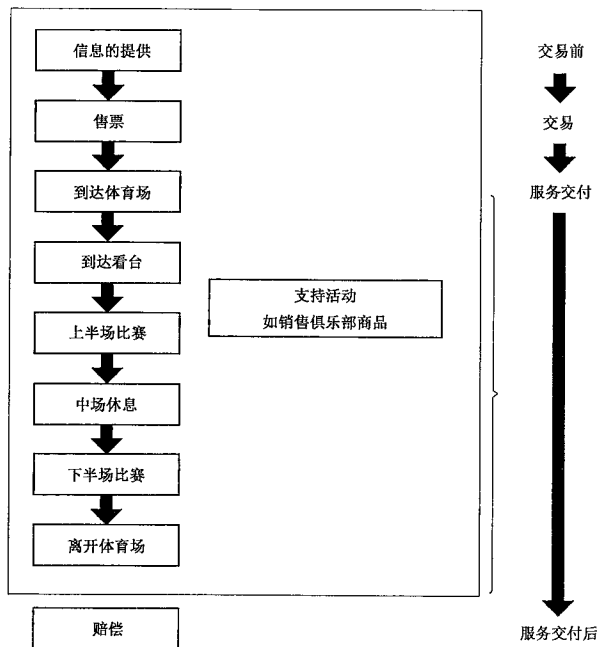 信息的提供
售票
到达体育场
到达看台
上半场比赛
中场休息
下半场比赛
离开体育场
赔偿
支持活动
如销售俱乐部商品
交易前
交易
服务交付
服务交付后